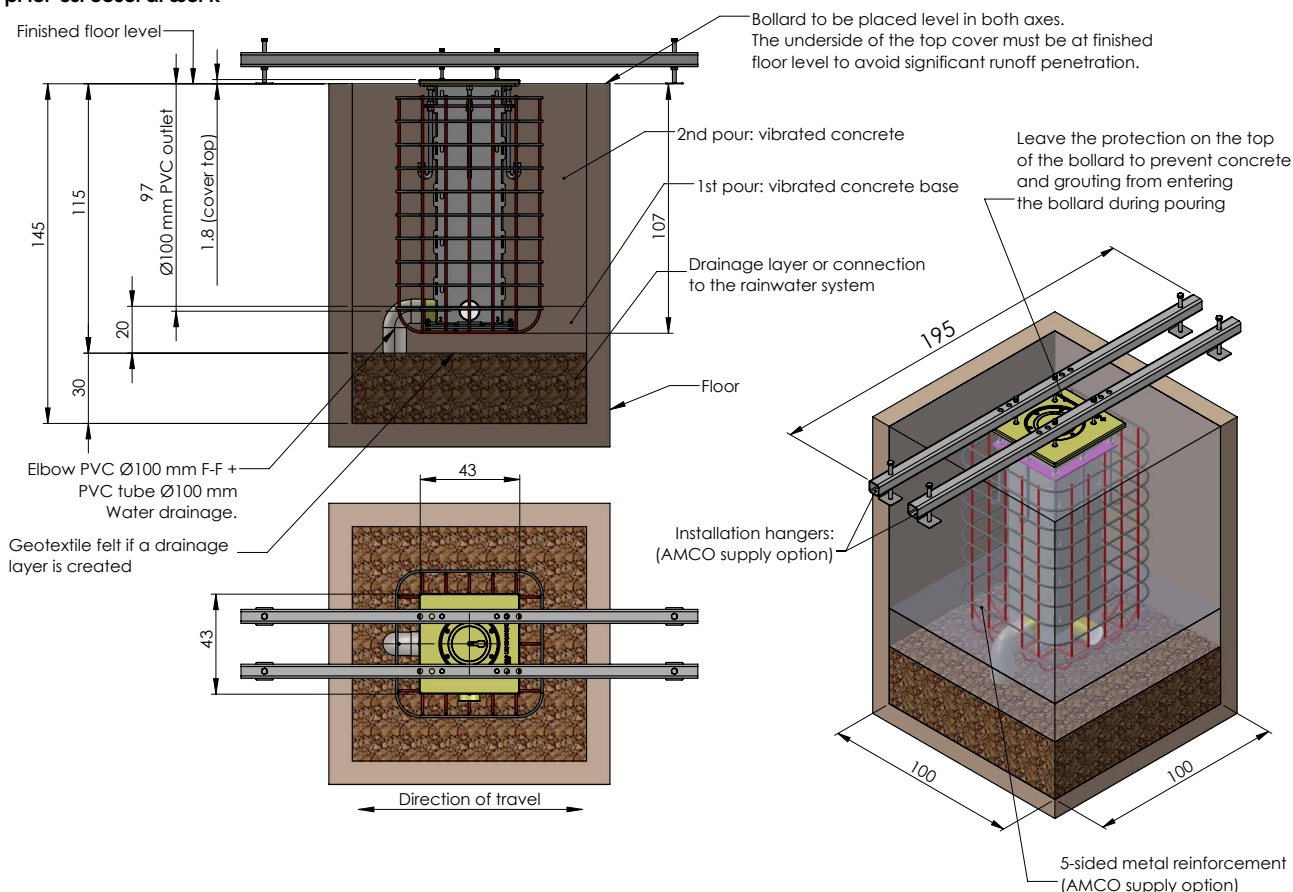 Finished floor level
Bollard to be placed level in both axes.
The underside of the top cover must be at finished
floor level to avoid significant runoff penetration.
2nd pour: vibrated concrete
1st pour: vibrated concrete base
Leave the protection on the top
of the bollard to prevent concrete
and grouting from entering
the bollard during pouring
145
115
97
Ø100 mm PVC outlet
1.8 (cover top)
107
20
30
Drainage layer or connection
to the rainwater system
Floor
Elbow PVC Ø100 mm F-F +
PVC tube Ø100 mm
Water drainage.
Geotextile felt if a drainage
layer is created
43
43
Direction of travel
195
Installation hangers:
(AMCO supply option)
100
100
5-sided metal reinforcement
(AMCO supply option)